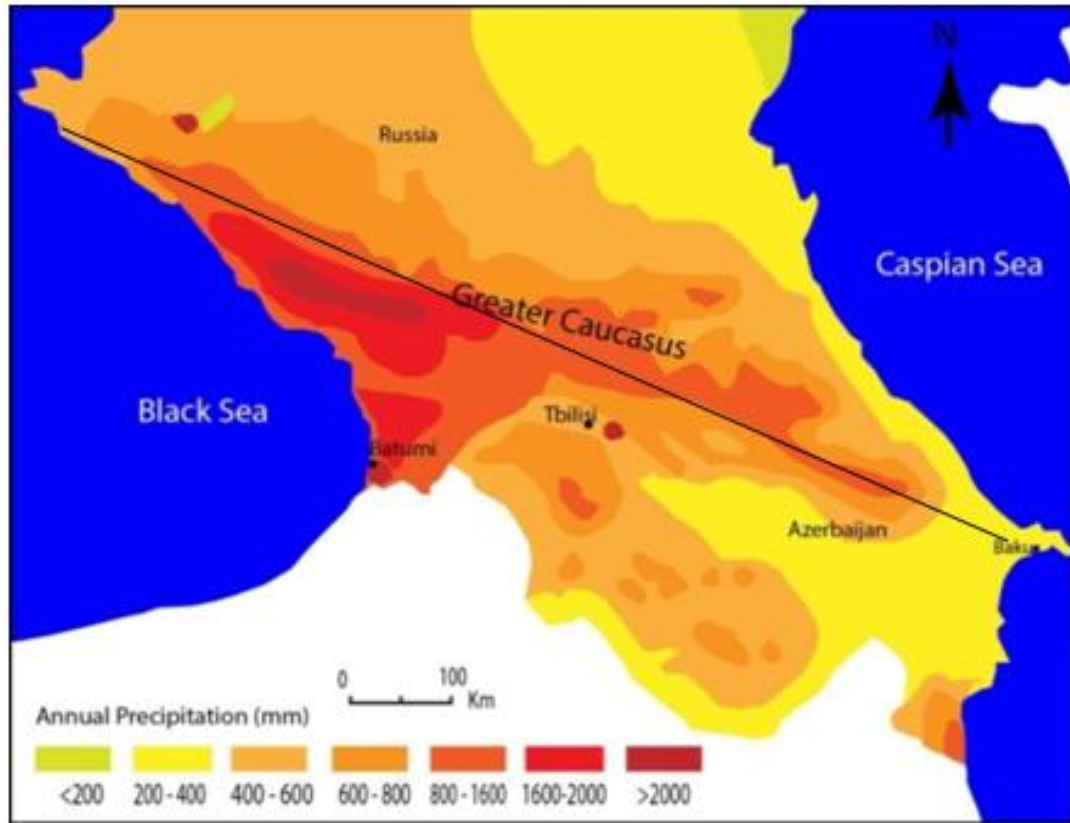 N
Russia
Caspian Sea
Greater Caucasus
Black Sea
Tbilisi
Batumi
Azerbaijan
Baku
0 100
Km
Annual Precipitation (mm)
<200 200-400 400-600 600-800 800-1600 1600-2000 >2000